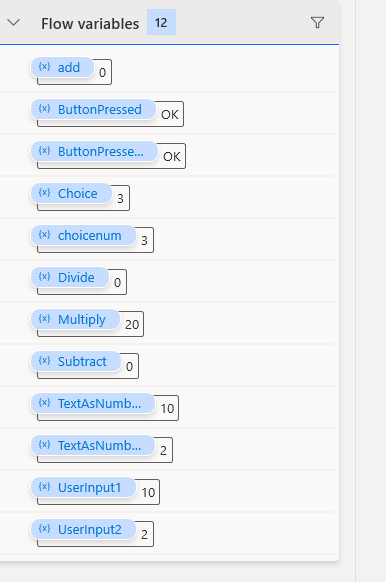 Flow variables 12
{x} add 0
{x} ButtonPressed OK
{x} ButtonPresse... OK
{x} Choice 3
{x} choicenum 3
{x} Divide 0
{x} Multiply 20
{x} Subtract 0
{x} TextAsNumb... 10
{x} TextAsNumb... 2
{x} UserInput1 10
{x} UserInput2 2